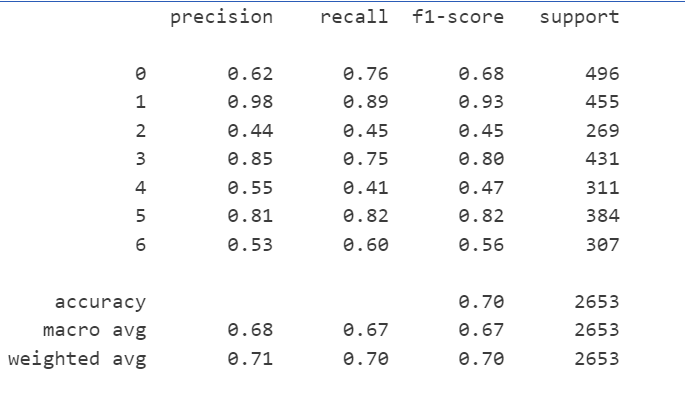 precision recall f1-score support
0 0.62 0.76 0.68 496
1 0.98 0.89 0.93 455
2 0.44 0.45 0.45 269
3 0.85 0.75 0.80 431
4 0.55 0.41 0.47 311
5 0.81 0.82 0.82 384
6 0.53 0.60 0.56 307
accuracy 0.70 2653
macro avg 0.68 0.67 0.67 2653
weighted avg 0.71 0.70 0.70 2653